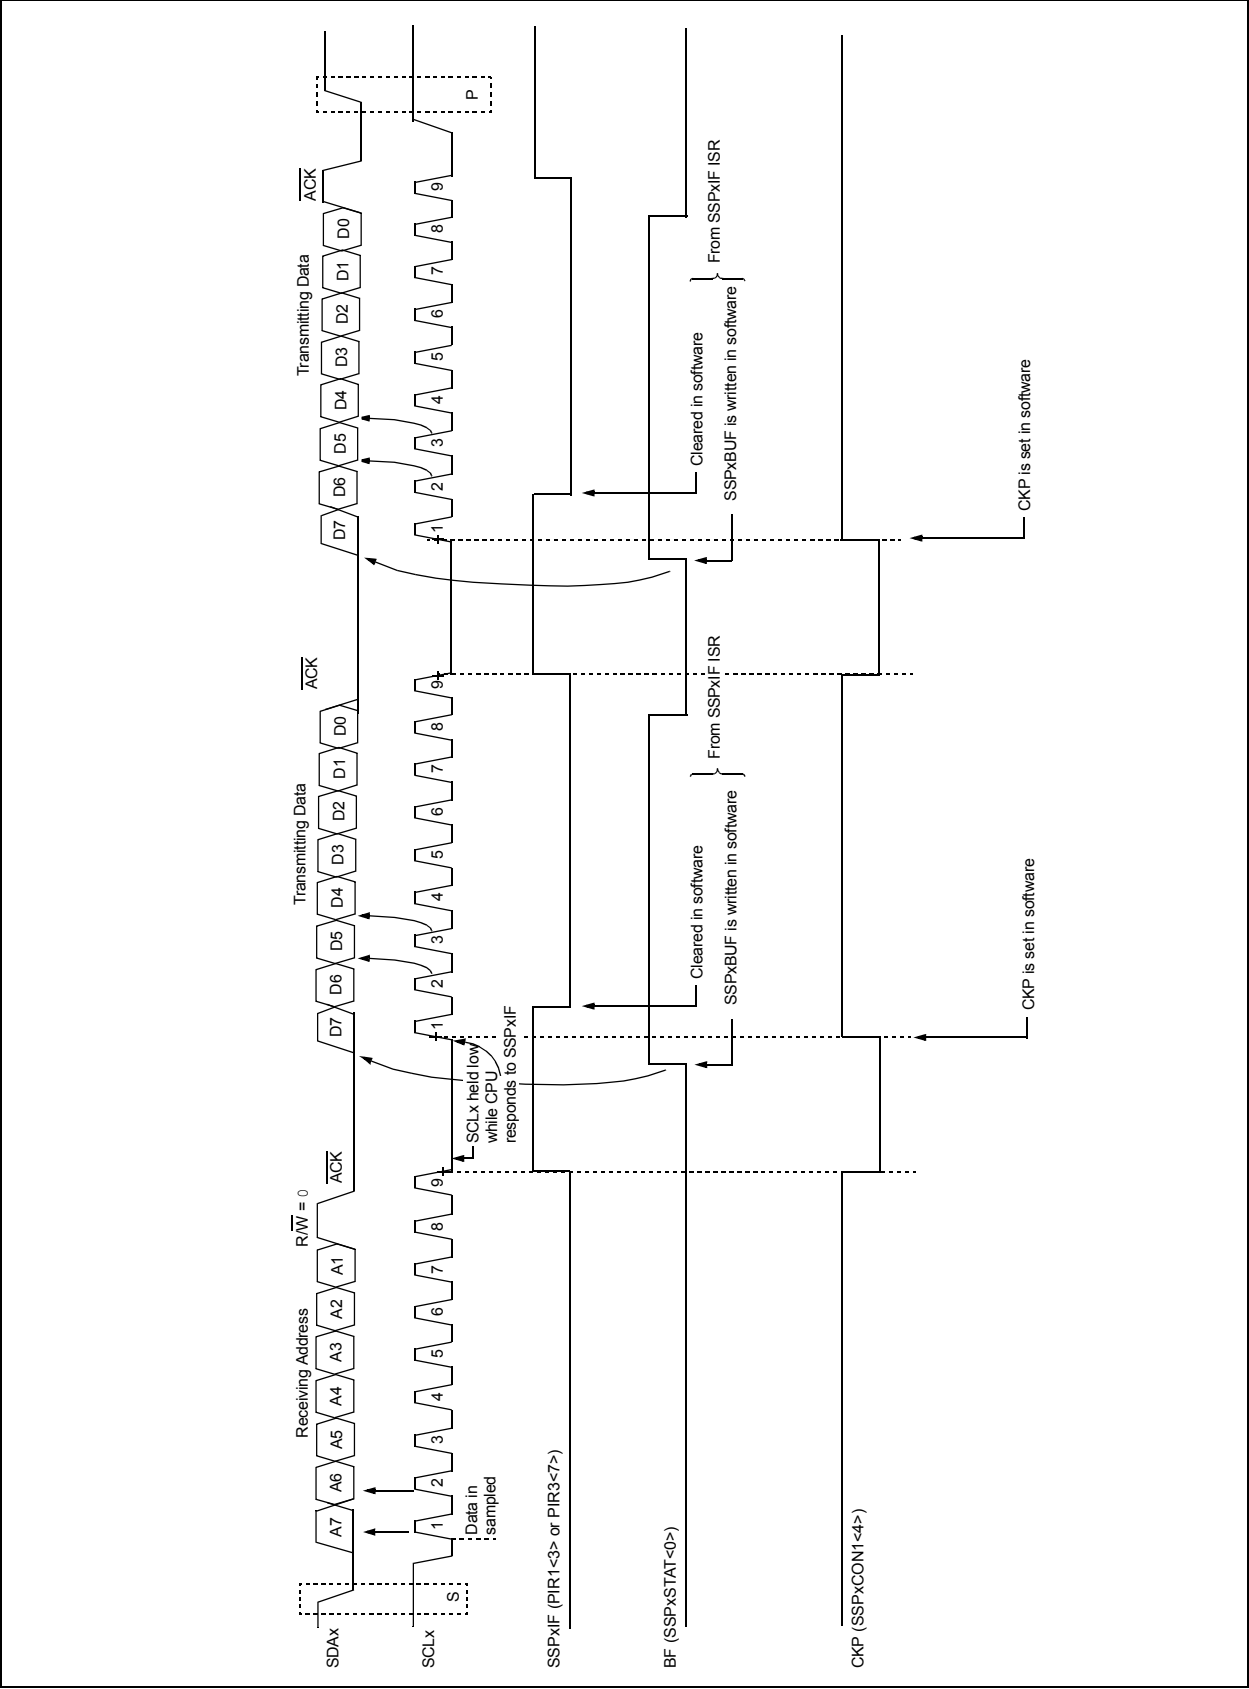 Receiving Address
R/W = 0
ACK
Transmitting Data
ACK
Transmitting Data
ACK
SDAx
A7 A6 A5 A4 A3 A2 A1
D7 D6 D5 D4 D3 D2 D1 D0
D7 D6 D5 D4 D3 D2 D1 D0
SCLx
S
1 2 3 4 5 6 7 8 9
1 2 3 4 5 6 7 8 9
1 2 3 4 5 6 7 8 9
P
Data in
sampled
SCLx held low
while CPU
responds to SSPxIF
SSPxIF (PIR1<3> or PIR3<7>)
BF (SSPxSTAT<0>)
Cleared in software
SSPxBUF is written in software
From SSPxIF ISR
Cleared in software
SSPxBUF is written in software
From SSPxIF ISR
CKP (SSPxCON1<4>)
CKP is set in software
CKP is set in software